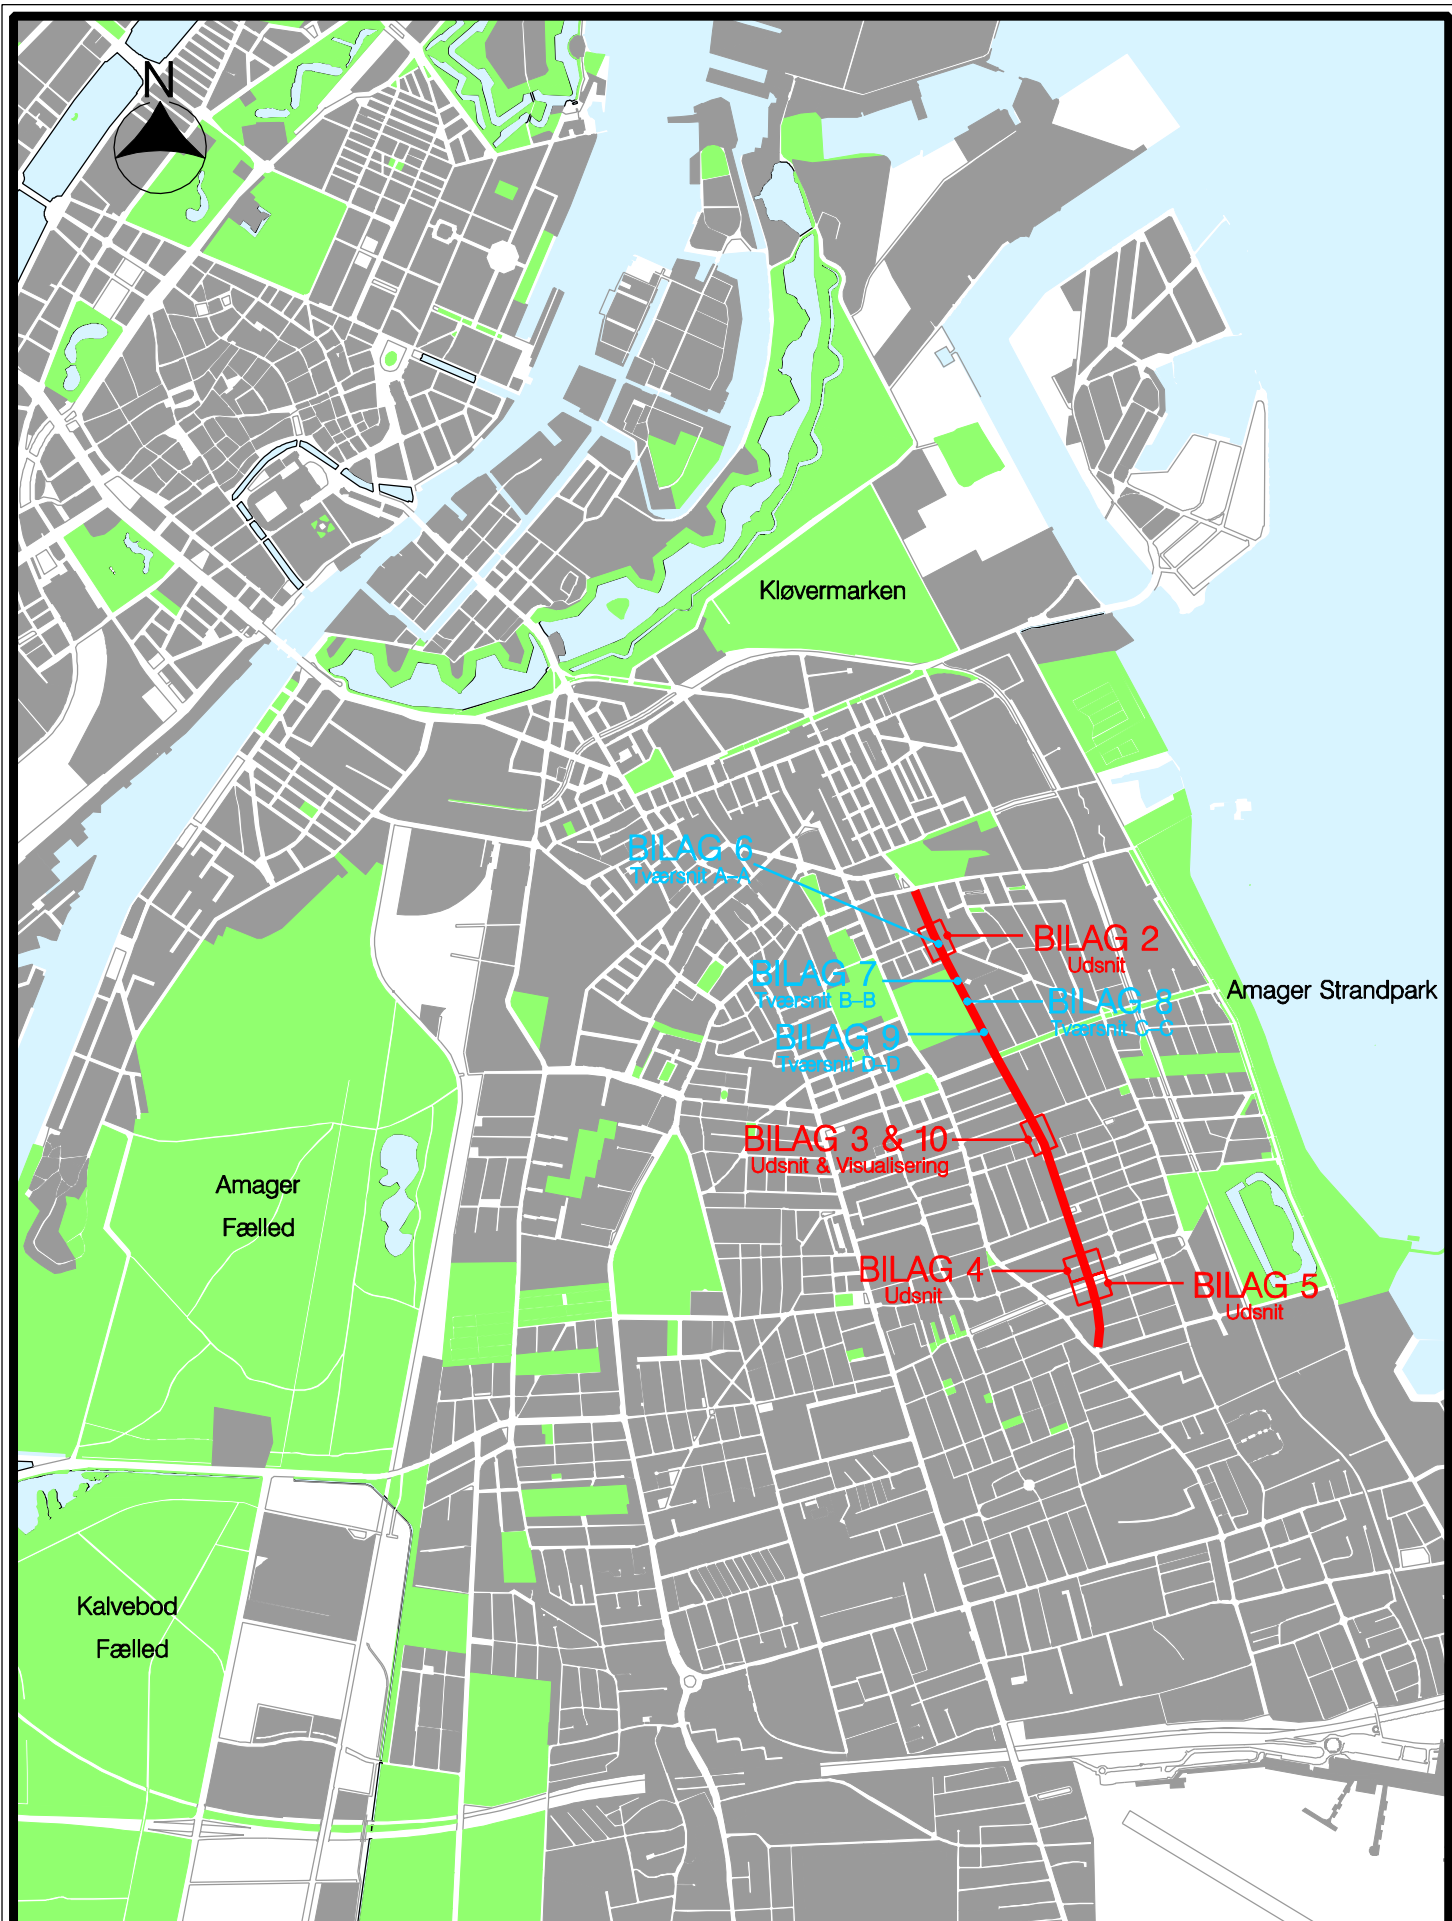 N
Kløvermarken
BILAG 6
Tværsnit A-A
BILAG 2
Udsnit
BILAG 7
Tværsnit B-B
BILAG 8
Tværsnit C-C
Amager Strandpark
BILAG 9
Tværsnit D-D
BILAG 3 & 10
Udsnit & Visualisering
Amager
Fælled
BILAG 4
Udsnit
BILAG 5
Udsnit
Kalvebod
Fælled